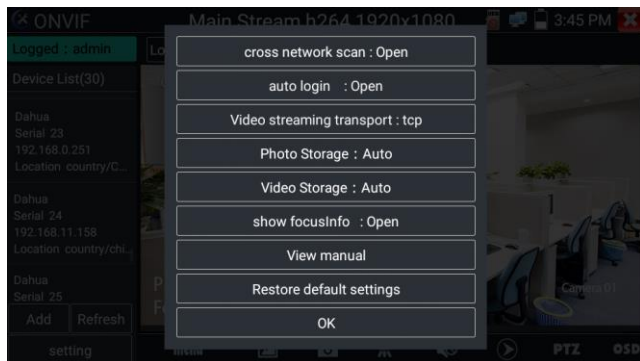 ONVIF
Main Stream h264 1920x1080
3:45 PM
Logged : admin
Lo
Device List(30)
Dahua
Serial 23
192.168.0.251
Location country/C...
Dahua
Serial 24
192.168.11.158
Location country/chi...
Dahua
Serial 25
Add
Refresh
setting
cross network scan : Open
auto login : Open
Video streaming transport : tcp
Photo Storage : Auto
Video Storage : Auto
show focusInfo : Open
View manual
Restore default settings
OK
Camera 01
menu
PTZ
OSD